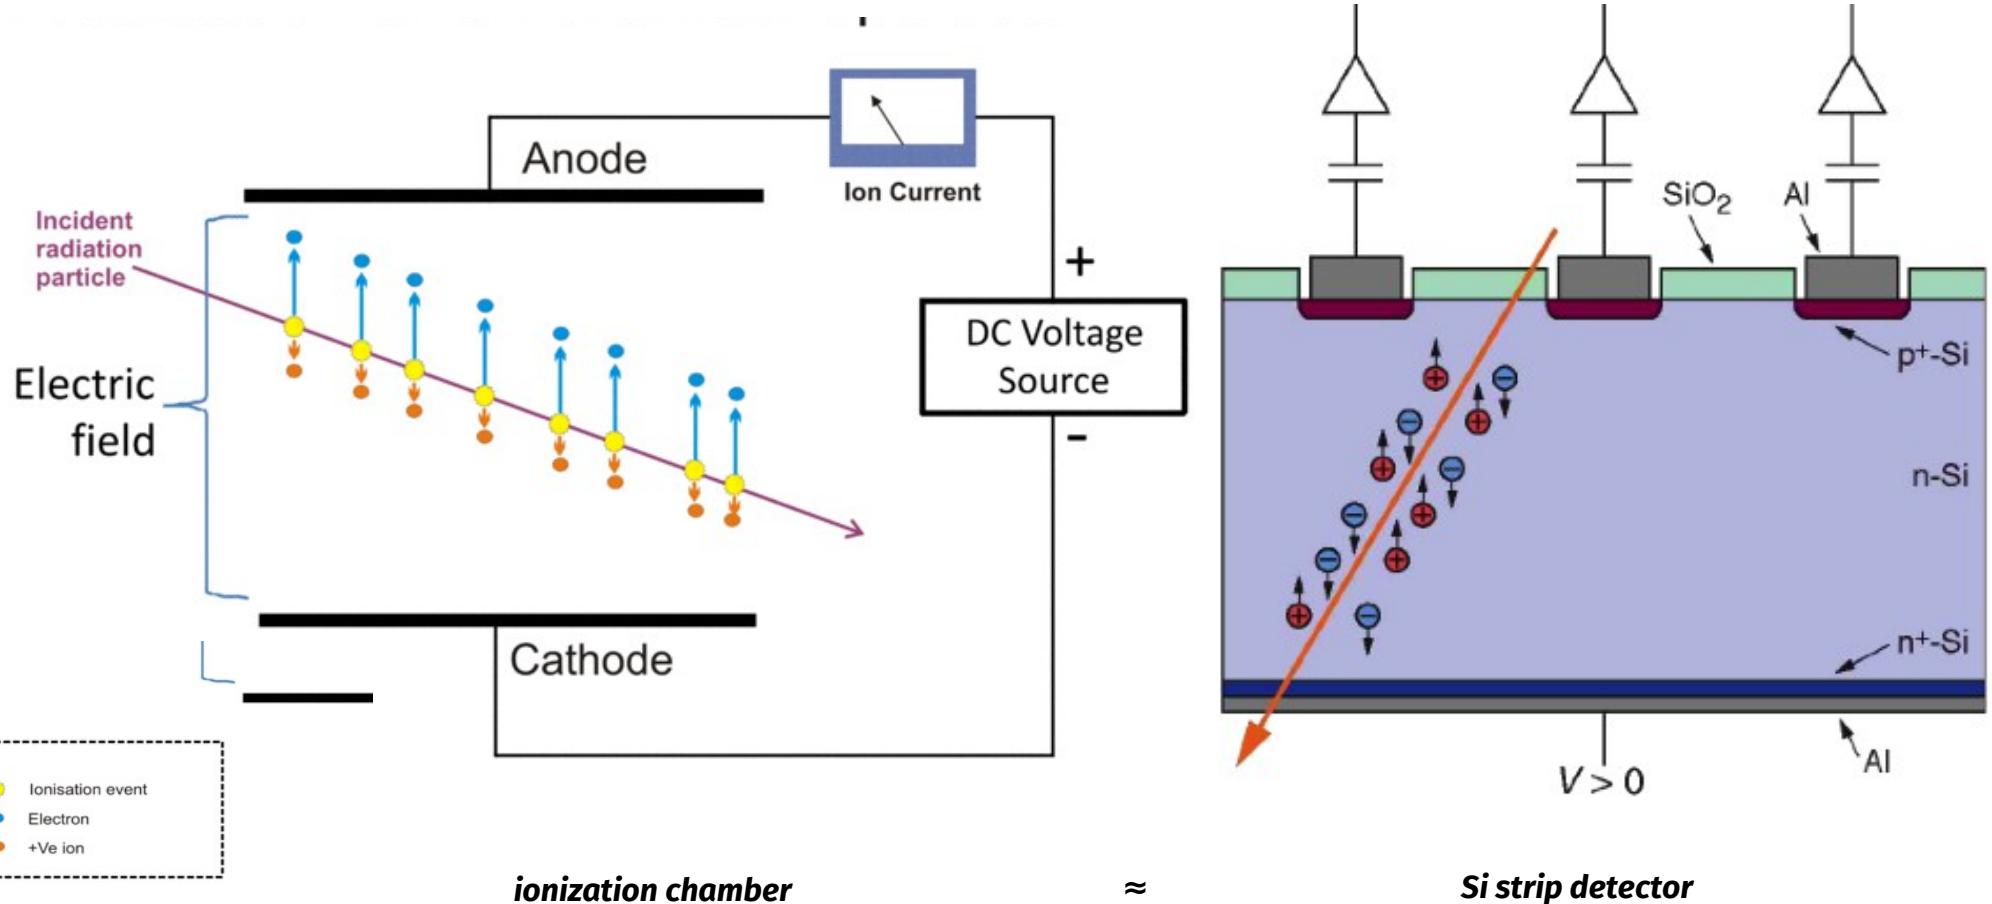 Anode
Ion Current
Incident
radiation
particle
Electric
field
+
DC Voltage
Source
-
Cathode
Ionisation event
Electron
+Ve ion
SiO2
Al
p+-Si
n-Si
n+-Si
Al
V > 0
ionization chamber ≈ Si strip detector